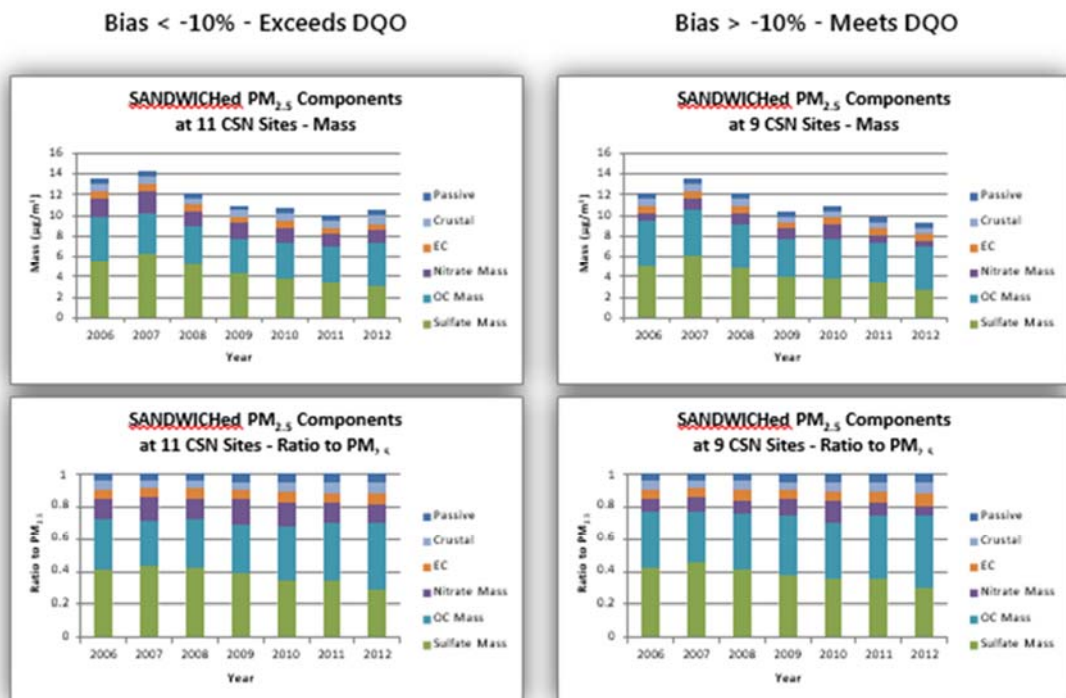 Bias < -10% - Exceeds DQO
Bias > -10% - Meets DQO
SANDWICHed PM2.5 Components
at 11 CSN Sites - Mass
Mass (µg/m³)
16
14
12
10
8
6
4
2
0
2006 2007 2008 2009 2010 2011 2012
Year
Passive
Crustal
EC
Nitrate Mass
OC Mass
Sulfate Mass
SANDWICHed PM2.5 Components
at 9 CSN Sites - Mass
Mass (µg/m³)
16
14
12
10
8
6
4
2
0
2006 2007 2008 2009 2010 2011 2012
Year
Passive
Crustal
EC
Nitrate Mass
OC Mass
Sulfate Mass
SANDWICHed PM2.5 Components
at 11 CSN Sites - Ratio to PM2.5
Ratio to PM2.5
1
0.8
0.6
0.4
0.2
0
2006 2007 2008 2009 2010 2011 2012
Year
Passive
Crustal
EC
Nitrate Mass
OC Mass
Sulfate Mass
SANDWICHed PM2.5 Components
at 9 CSN Sites - Ratio to PM2.5
Ratio to PM2.5
1
0.8
0.6
0.4
0.2
0
2006 2007 2008 2009 2010 2011 2012
Year
Passive
Crustal
EC
Nitrate Mass
OC Mass
Sulfate Mass